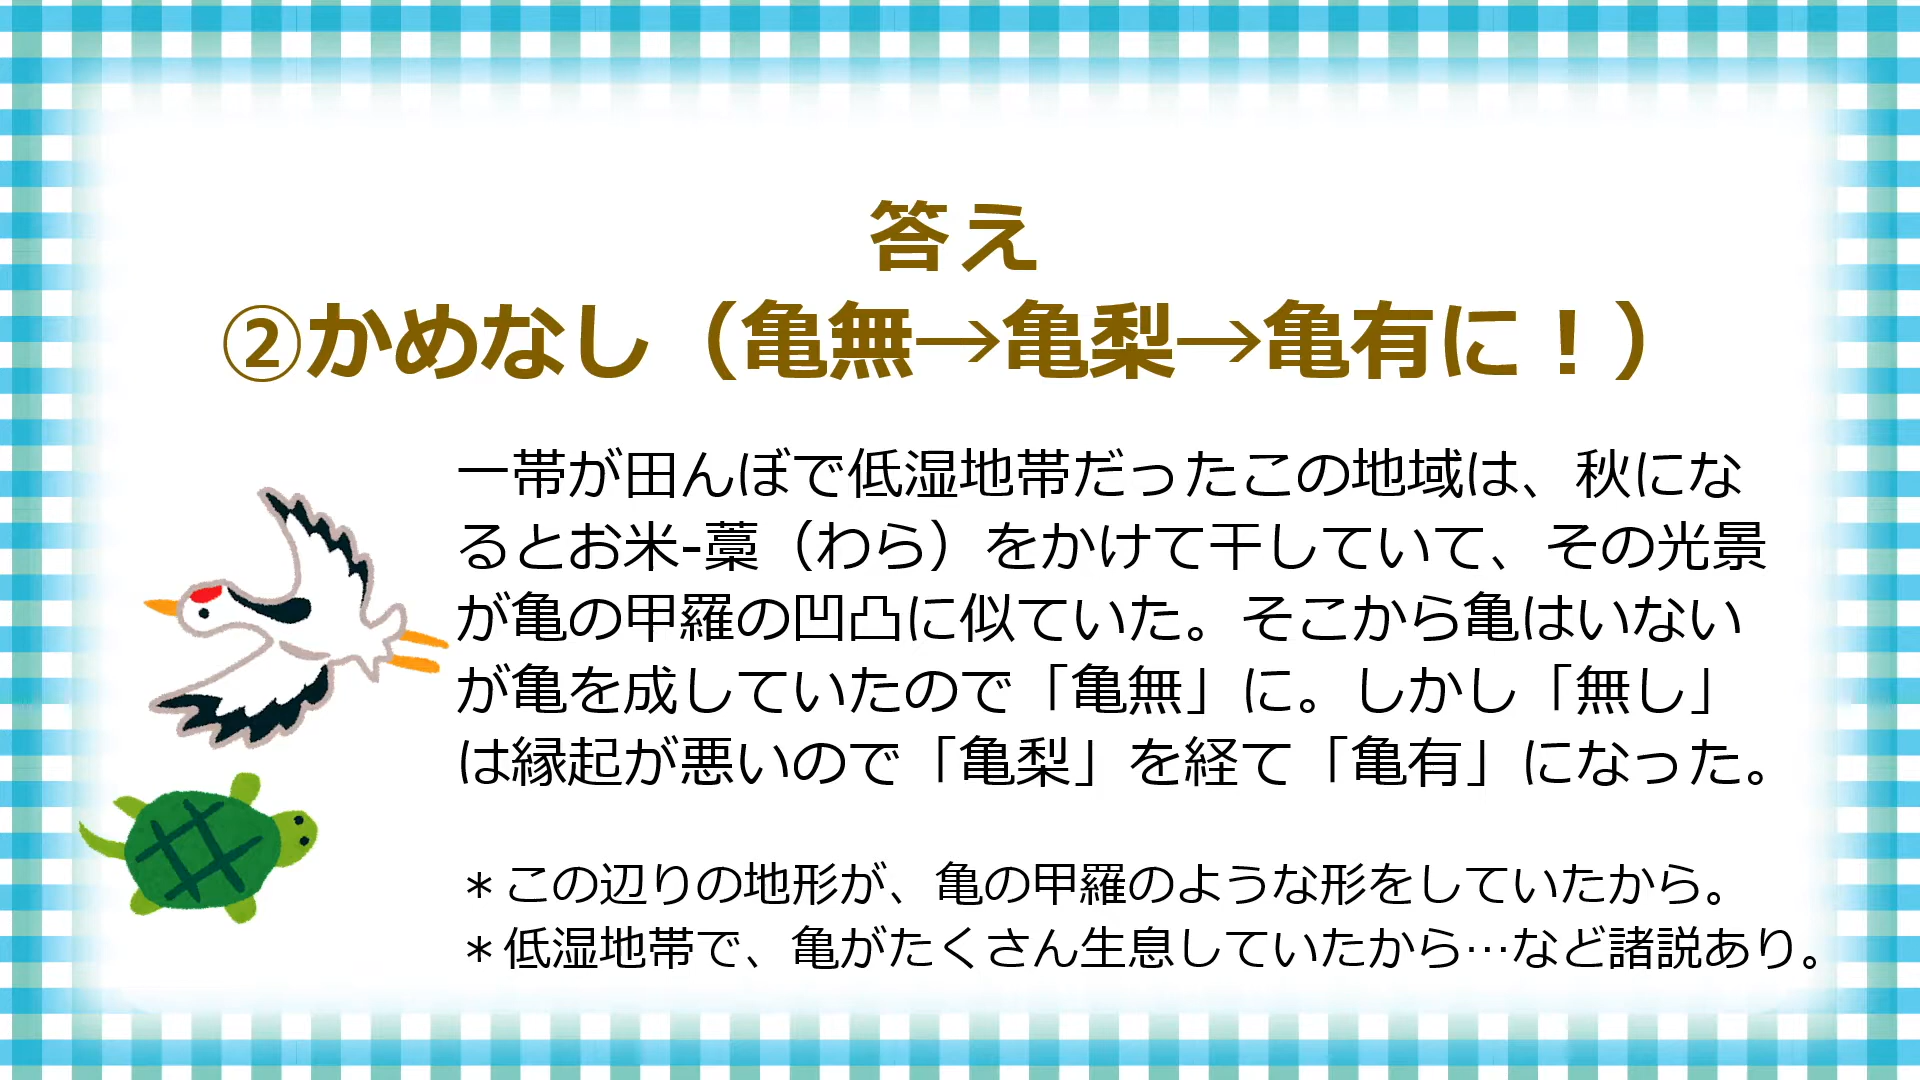 答え
②かめなし（亀無→亀梨→亀有に！）
一帯が田んぼで低湿地帯だったこの地域は、秋にな
るとお米-藁（わら）をかけて干していて、その光景
が亀の甲羅の凹凸に似ていた。そこから亀はいない
が亀を成していたので「亀無」に。しかし「無し」
は縁起が悪いので「亀梨」を経て「亀有」になった。
＊この辺りの地形が、亀の甲羅のような形をしていたから。
＊低湿地帯で、亀がたくさん生息していたから…など諸説あり。